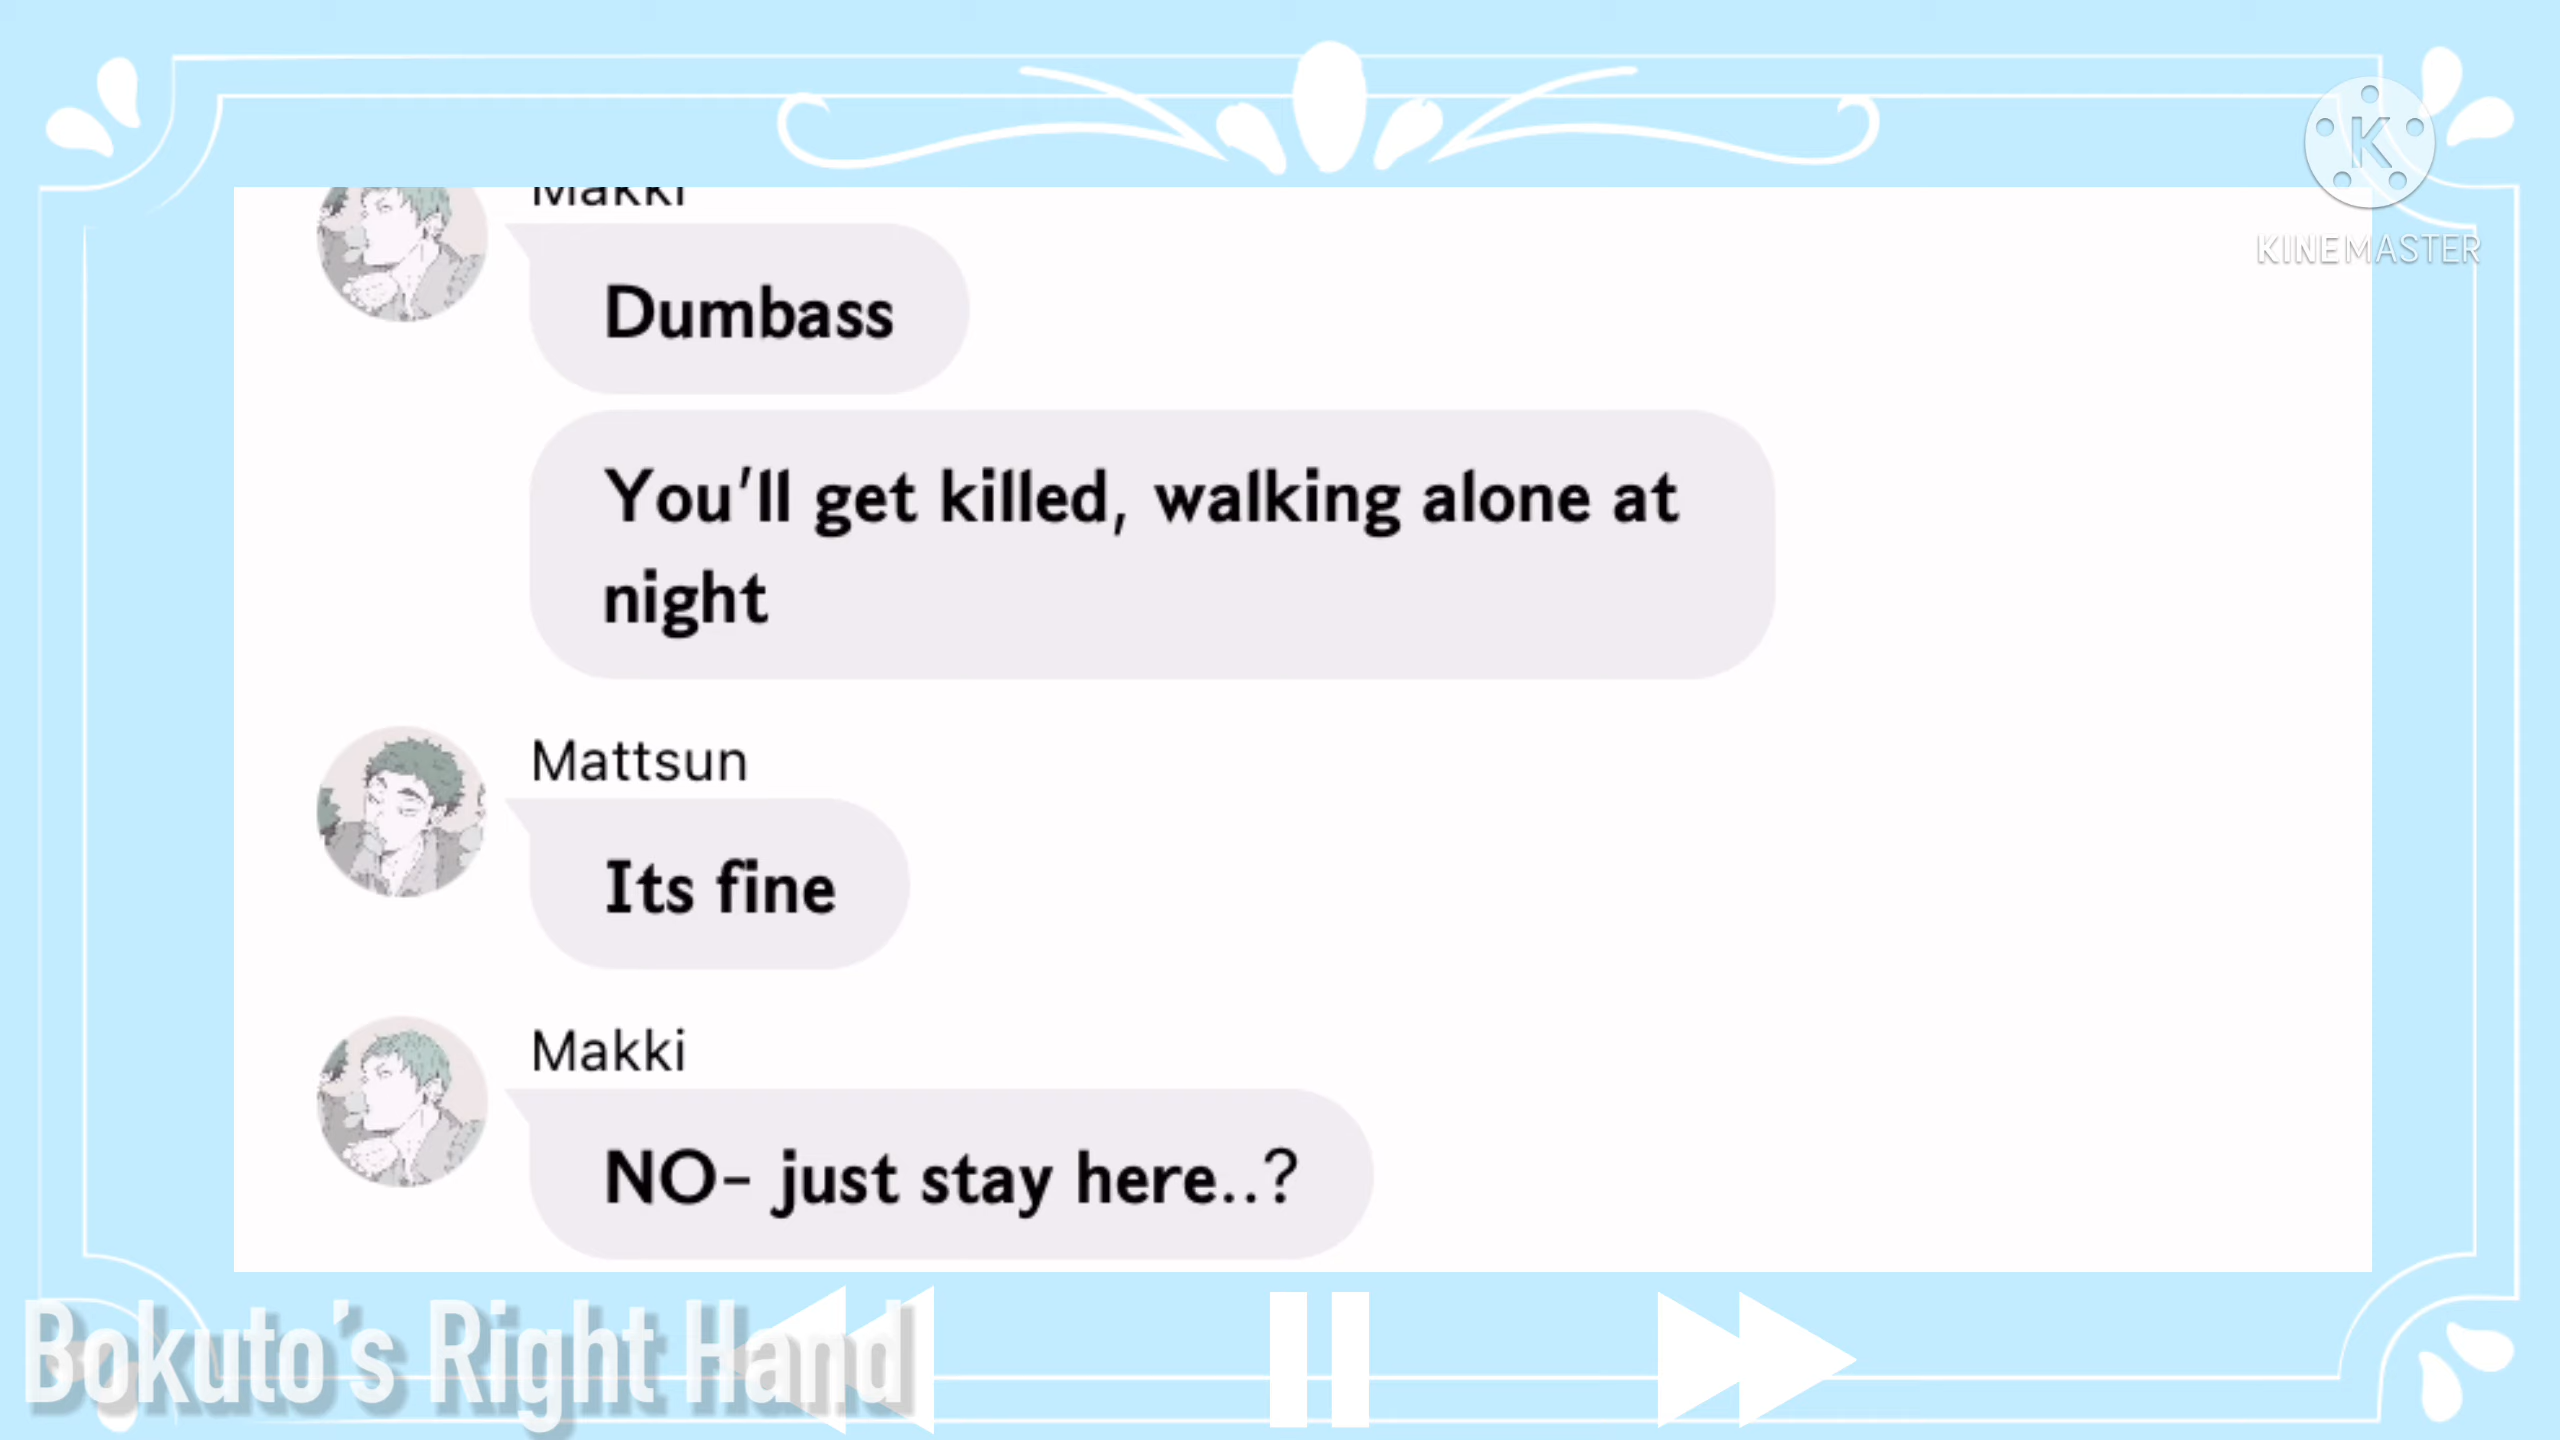 Makki
Dumbass
You'll get killed, walking alone at
night
Mattsun
Its fine
Makki
NO- just stay here..?
K
KINEMASTER
Bokuto's Right Hand